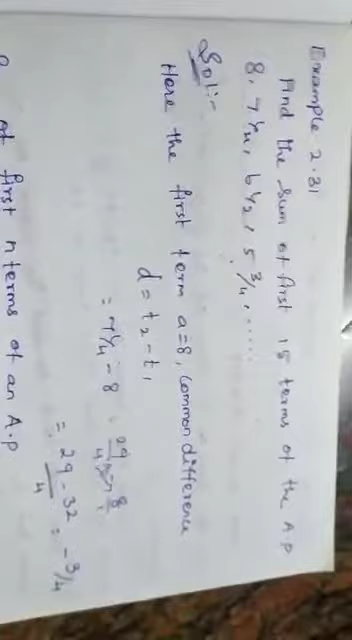 Example 2.31
Find the sum of first 15 terms of the A.P
8, 7 1/4, 6 1/2, 5 3/4, ......
Sol:-
Here the first term a=8, common difference
d = t2 - t1
= 7 1/4 - 8
29/4 - 8/1
= 29 - 32 / 4 = -3/4
of first n terms of an A.P